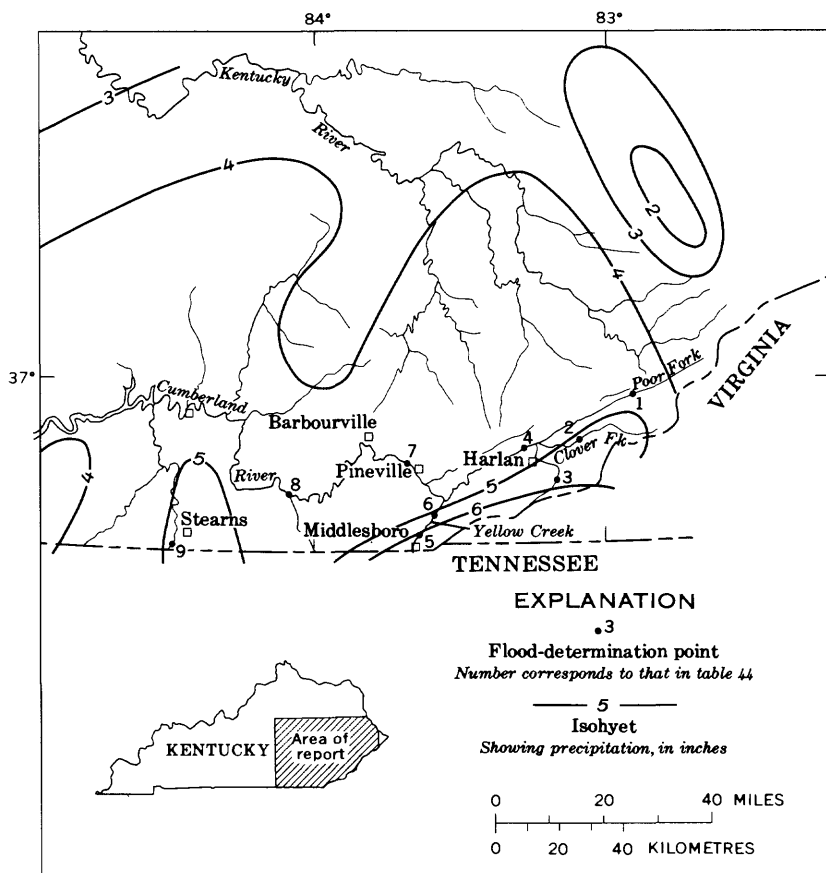 84° 83°
Kentucky
3
River
4
2
3
4
37°
Poor Fork
1
VIRGINIA
Cumberland
Barbourville
4 2
Harlan
Clover Fk
7
Pineville
5
3
4
5
River
8
6
6
Stearns
Middlesboro
5
Yellow Creek
9
TENNESSEE
EXPLANATION
3
Flood-determination point
Number corresponds to that in table 44
5
Isohyet
Showing precipitation, in inches
KENTUCKY
Area of
report
0 20 40 MILES
0 20 40 KILOMETRES